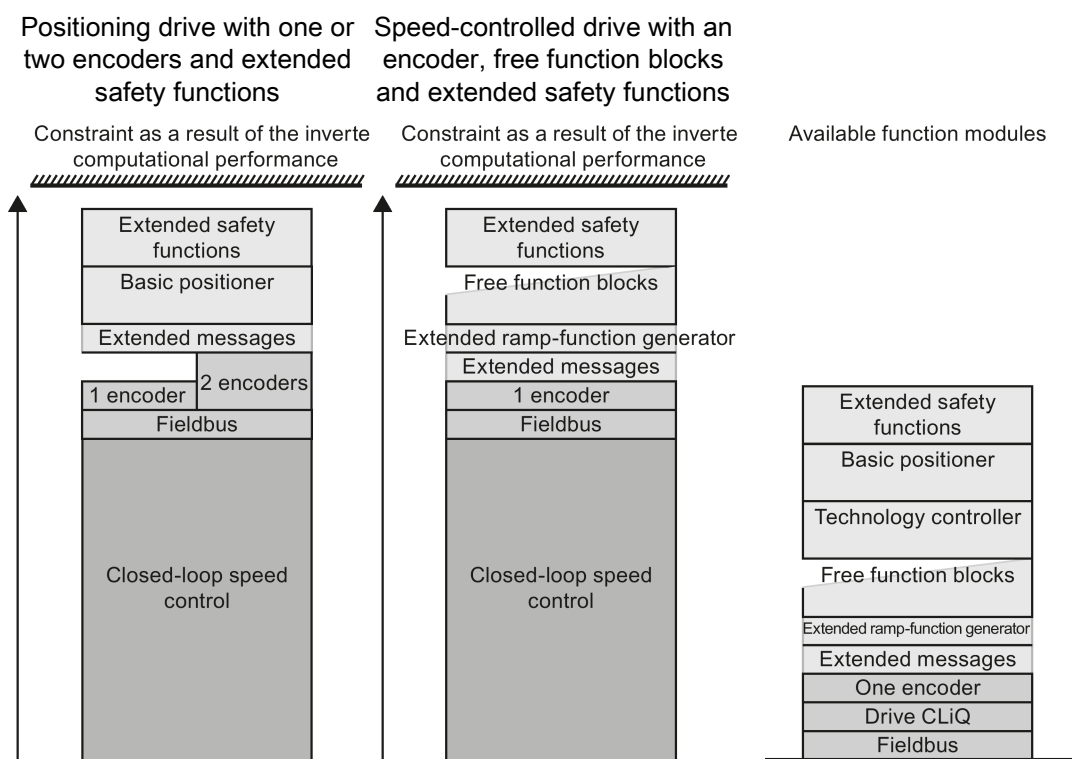 Positioning drive with one or
two encoders and extended
safety functions
Constraint as a result of the inverte
computational performance
Extended safety
functions
Basic positioner
Extended messages
2 encoders
1 encoder
Fieldbus
Closed-loop speed
control
Speed-controlled drive with an
encoder, free function blocks
and extended safety functions
Constraint as a result of the inverte
computational performance
Extended safety
functions
Free function blocks
Extended ramp-function generator
Extended messages
1 encoder
Fieldbus
Closed-loop speed
control
Available function modules
Extended safety
functions
Basic positioner
Technology controller
Free function blocks
Extended ramp-function generator
Extended messages
One encoder
Drive CLiQ
Fieldbus